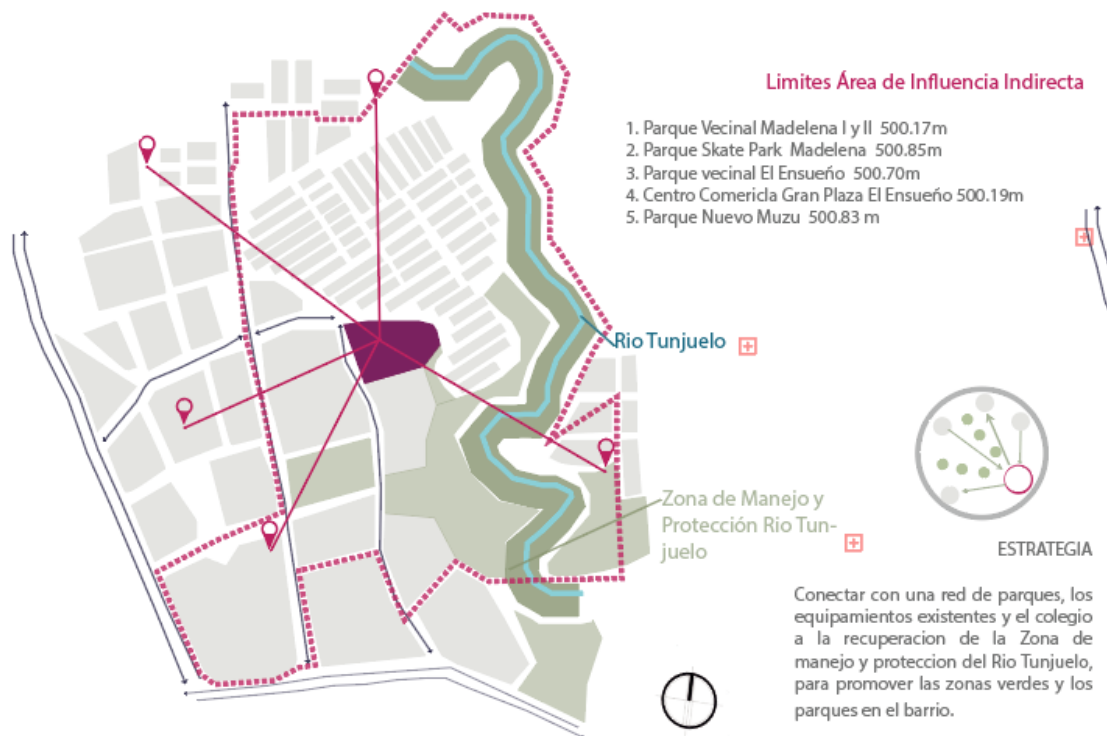 Limites Área de Influencia Indirecta
1. Parque Vecinal Madelena I y II 500.17m
2. Parque Skate Park Madelena 500.85m
3. Parque vecinal El Ensueño 500.70m
4. Centro Comericla Gran Plaza El Ensueño 500.19m
5. Parque Nuevo Muzu 500.83 m
Rio Tunjuelo
Zona de Manejo y
Protección Rio Tun-
juelo
ESTRATEGIA
Conectar con una red de parques, los
equipamientos existentes y el colegio
a la recuperacion de la Zona de
manejo y proteccion del Rio Tunjuelo,
para promover las zonas verdes y los
parques en el barrio.